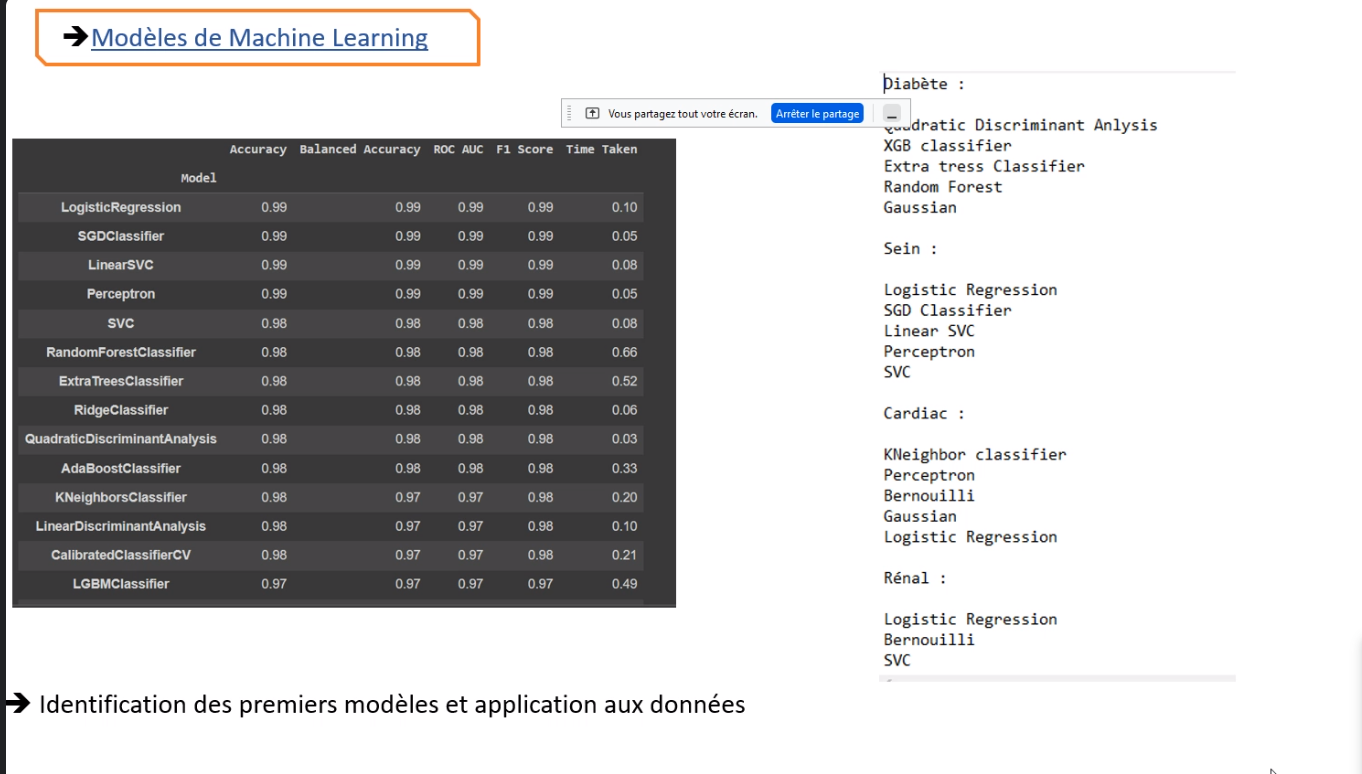 ➔Modèles de Machine Learning
Vous partagez tout votre écran. Arrêter le partage
Accuracy Balanced Accuracy ROC AUC F1 Score Time Taken
Model
LogisticRegression 0.99 0.99 0.99 0.99 0.10
SGDClassifier 0.99 0.99 0.99 0.99 0.05
LinearSVC 0.99 0.99 0.99 0.99 0.08
Perceptron 0.99 0.99 0.99 0.99 0.05
SVC 0.98 0.98 0.98 0.98 0.08
RandomForestClassifier 0.98 0.98 0.98 0.98 0.66
ExtraTreesClassifier 0.98 0.98 0.98 0.98 0.52
RidgeClassifier 0.98 0.98 0.98 0.98 0.06
QuadraticDiscriminantAnalysis 0.98 0.98 0.98 0.98 0.03
AdaBoostClassifier 0.98 0.98 0.98 0.98 0.33
KNeighborsClassifier 0.98 0.97 0.97 0.98 0.20
LinearDiscriminantAnalysis 0.98 0.97 0.97 0.98 0.10
CalibratedClassifierCV 0.98 0.97 0.97 0.98 0.21
LGBMClassifier 0.97 0.97 0.97 0.97 0.49
Diabète :
Quadratic Discriminant Anlysis
XGB classifier
Extra tress Classifier
Random Forest
Gaussian
Sein :
Logistic Regression
SGD Classifier
Linear SVC
Perceptron
SVC
Cardiac :
KNeighbor classifier
Perceptron
Bernouilli
Gaussian
Logistic Regression
Rénal :
Logistic Regression
Bernouilli
SVC
➔ Identification des premiers modèles et application aux données